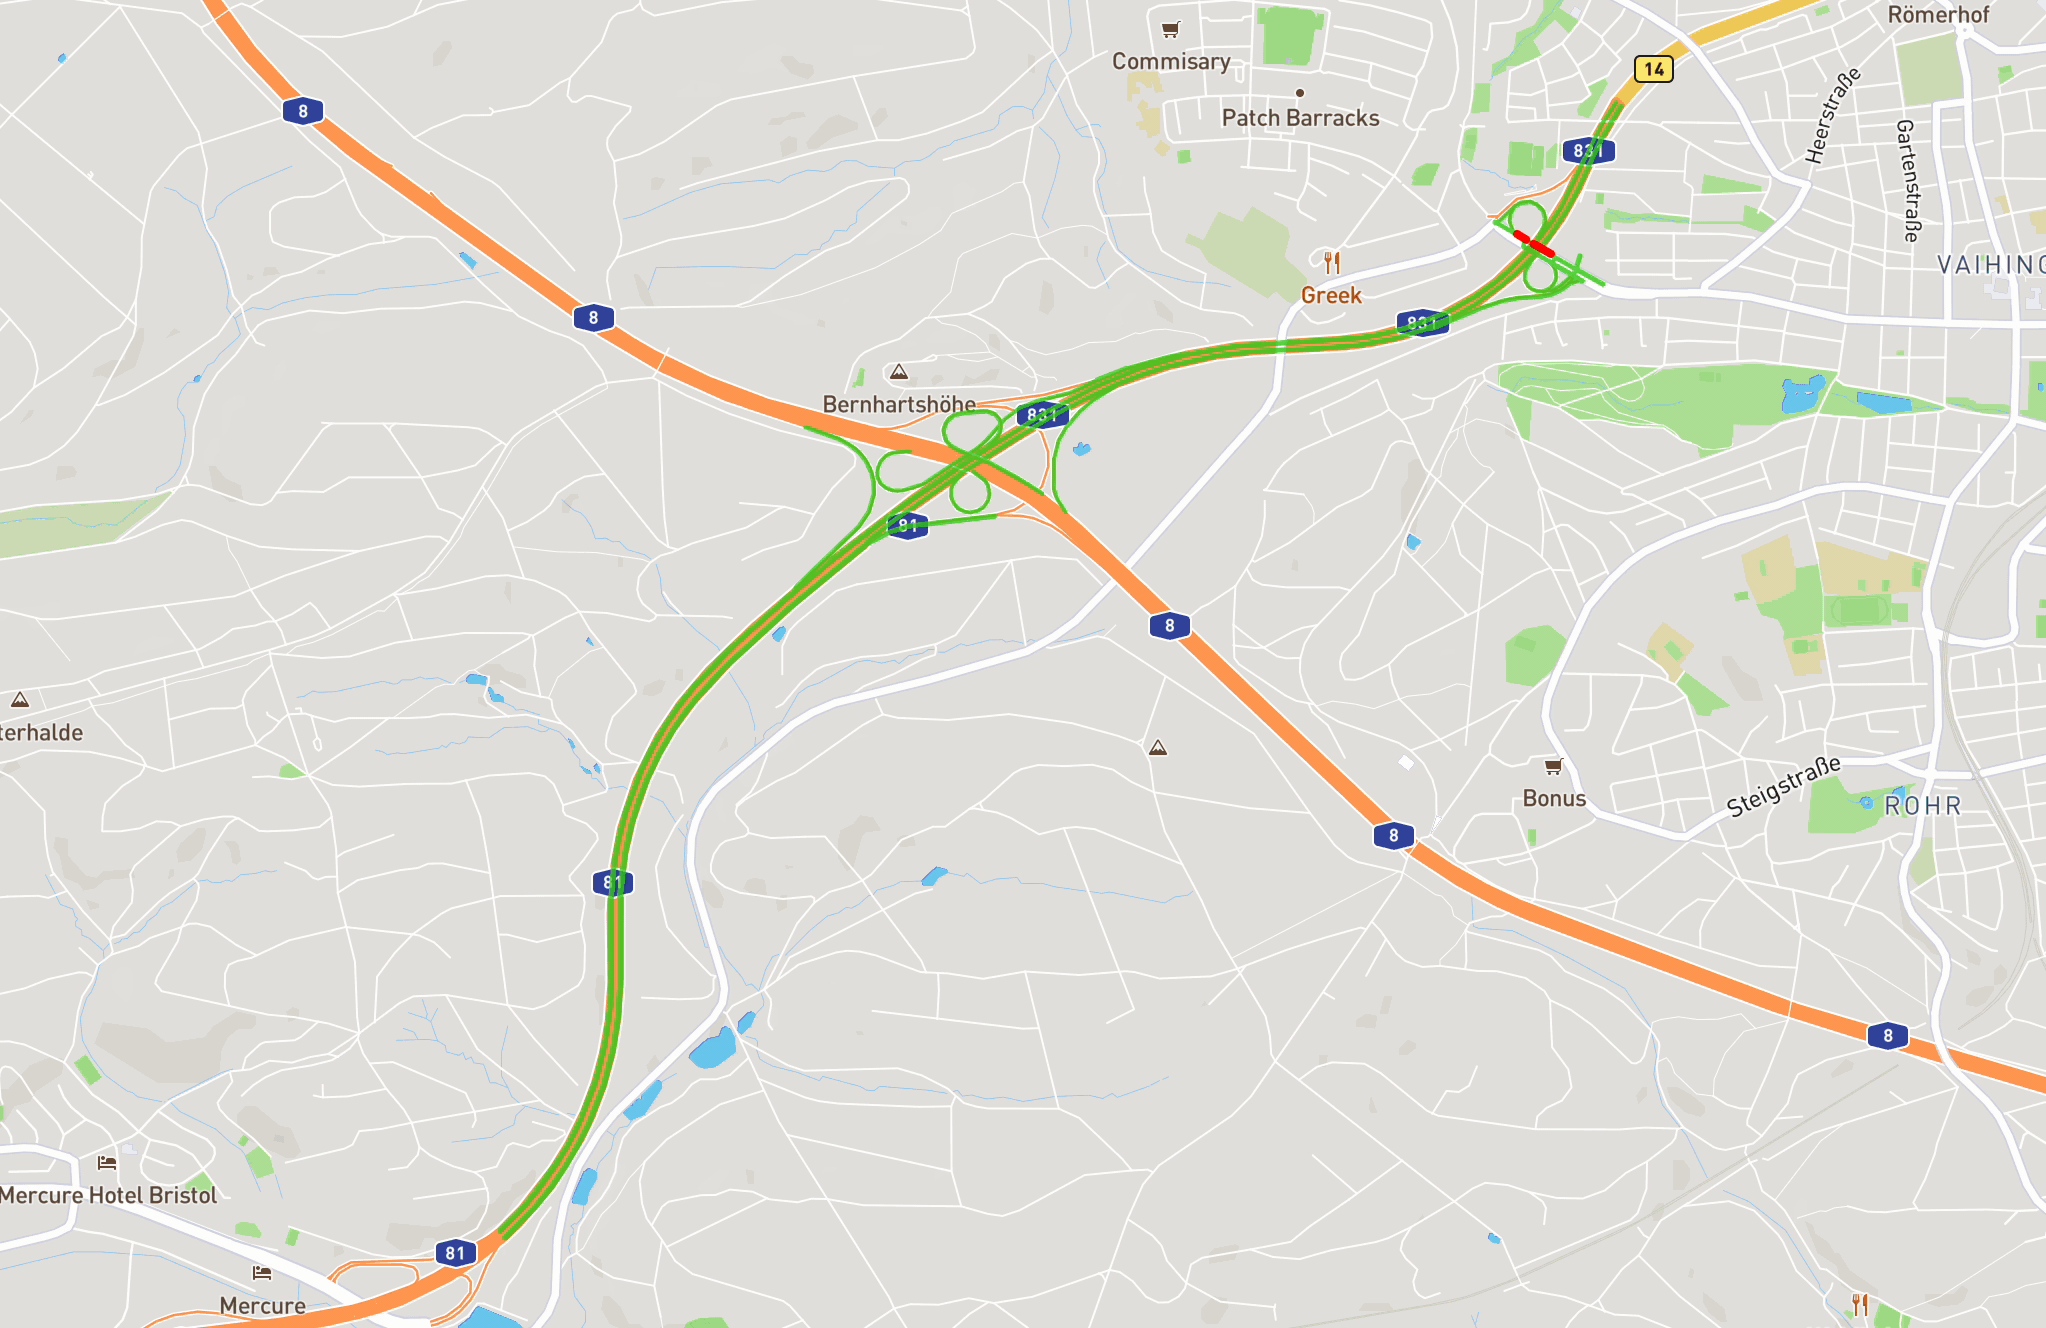 Römerhof
Commisary
14
8
Patch Barracks
Heerstraße
Gartenstraße
831
VAIHING
Greek
8
831
Bernhartshöhe
831
81
8
terhalde
Bonus
Steigstraße
ROHR
8
81
8
Mercure Hotel Bristol
81
Mercure